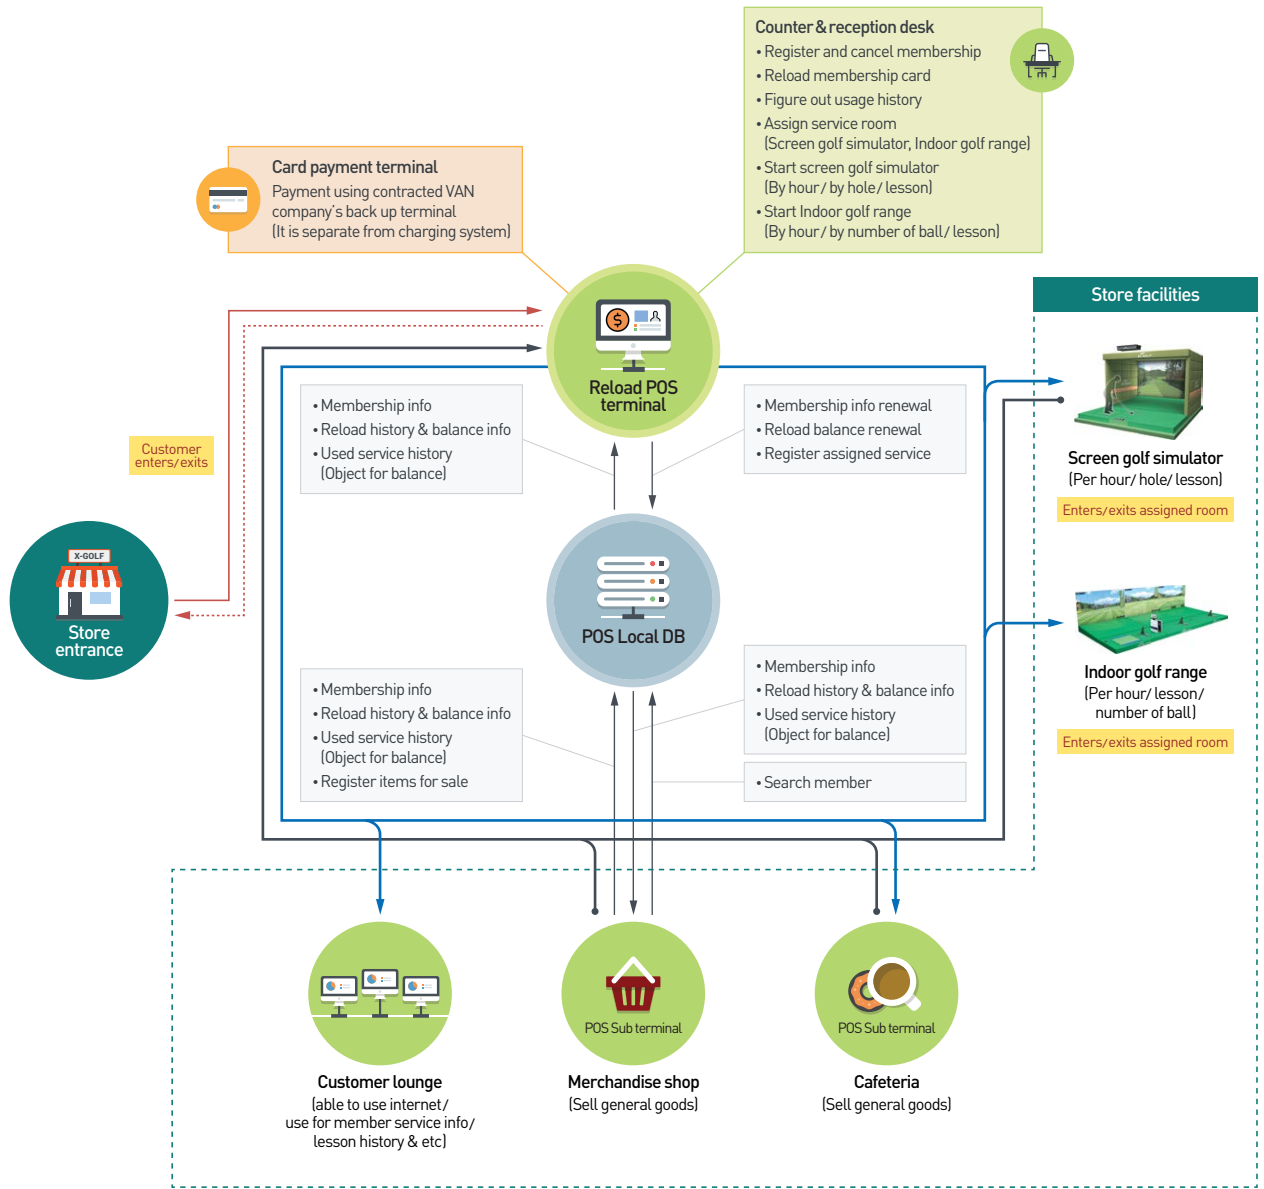 Counter & reception desk
• Register and cancel membership
• Reload membership card
• Figure out usage history
• Assign service room
(Screen golf simulator, Indoor golf range)
• Start screen golf simulator
(By hour/ by hole/ lesson)
• Start Indoor golf range
(By hour/ by number of ball/ lesson)
Card payment terminal
Payment using contracted VAN
company's back up terminal
(It is separate from charging system)
Store facilities
Reload POS
terminal
• Membership info
• Reload history & balance info
• Used service history
(Object for balance)
• Membership info renewal
• Reload balance renewal
• Register assigned service
Customer
enters/exits
Screen golf simulator
(Per hour/ hole/ lesson)
Enters/exits assigned room
X-GOLF
Store
entrance
POS Local DB
Indoor golf range
(Per hour/ lesson/
number of ball)
Enters/exits assigned room
• Membership info
• Reload history & balance info
• Used service history
(Object for balance)
• Register items for sale
• Membership info
• Reload history & balance info
• Used service history
(Object for balance)
• Search member
POS Sub terminal
POS Sub terminal
Customer lounge
(able to use internet/
use for member service info/
lesson history & etc)
Merchandise shop
(Sell general goods)
Cafeteria
(Sell general goods)